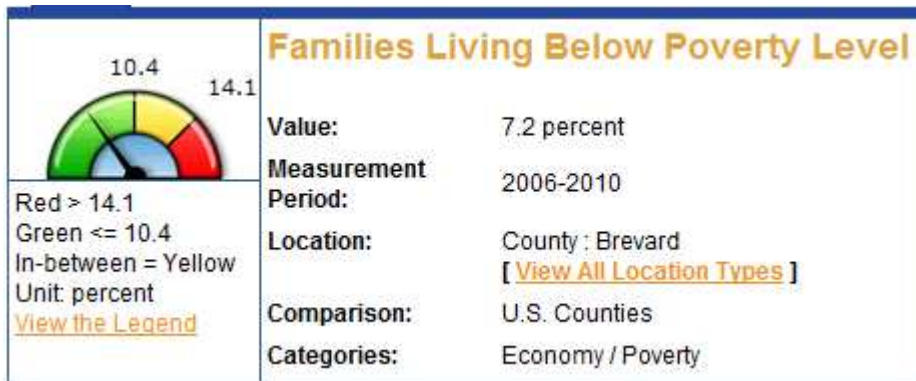 10.4
14.1
Red > 14.1
Green <= 10.4
In-between = Yellow
Unit: percent
View the Legend
Families Living Below Poverty Level
Value: 7.2 percent
Measurement
Period: 2006-2010
Location: County : Brevard
[ View All Location Types ]
Comparison: U.S. Counties
Categories: Economy / Poverty